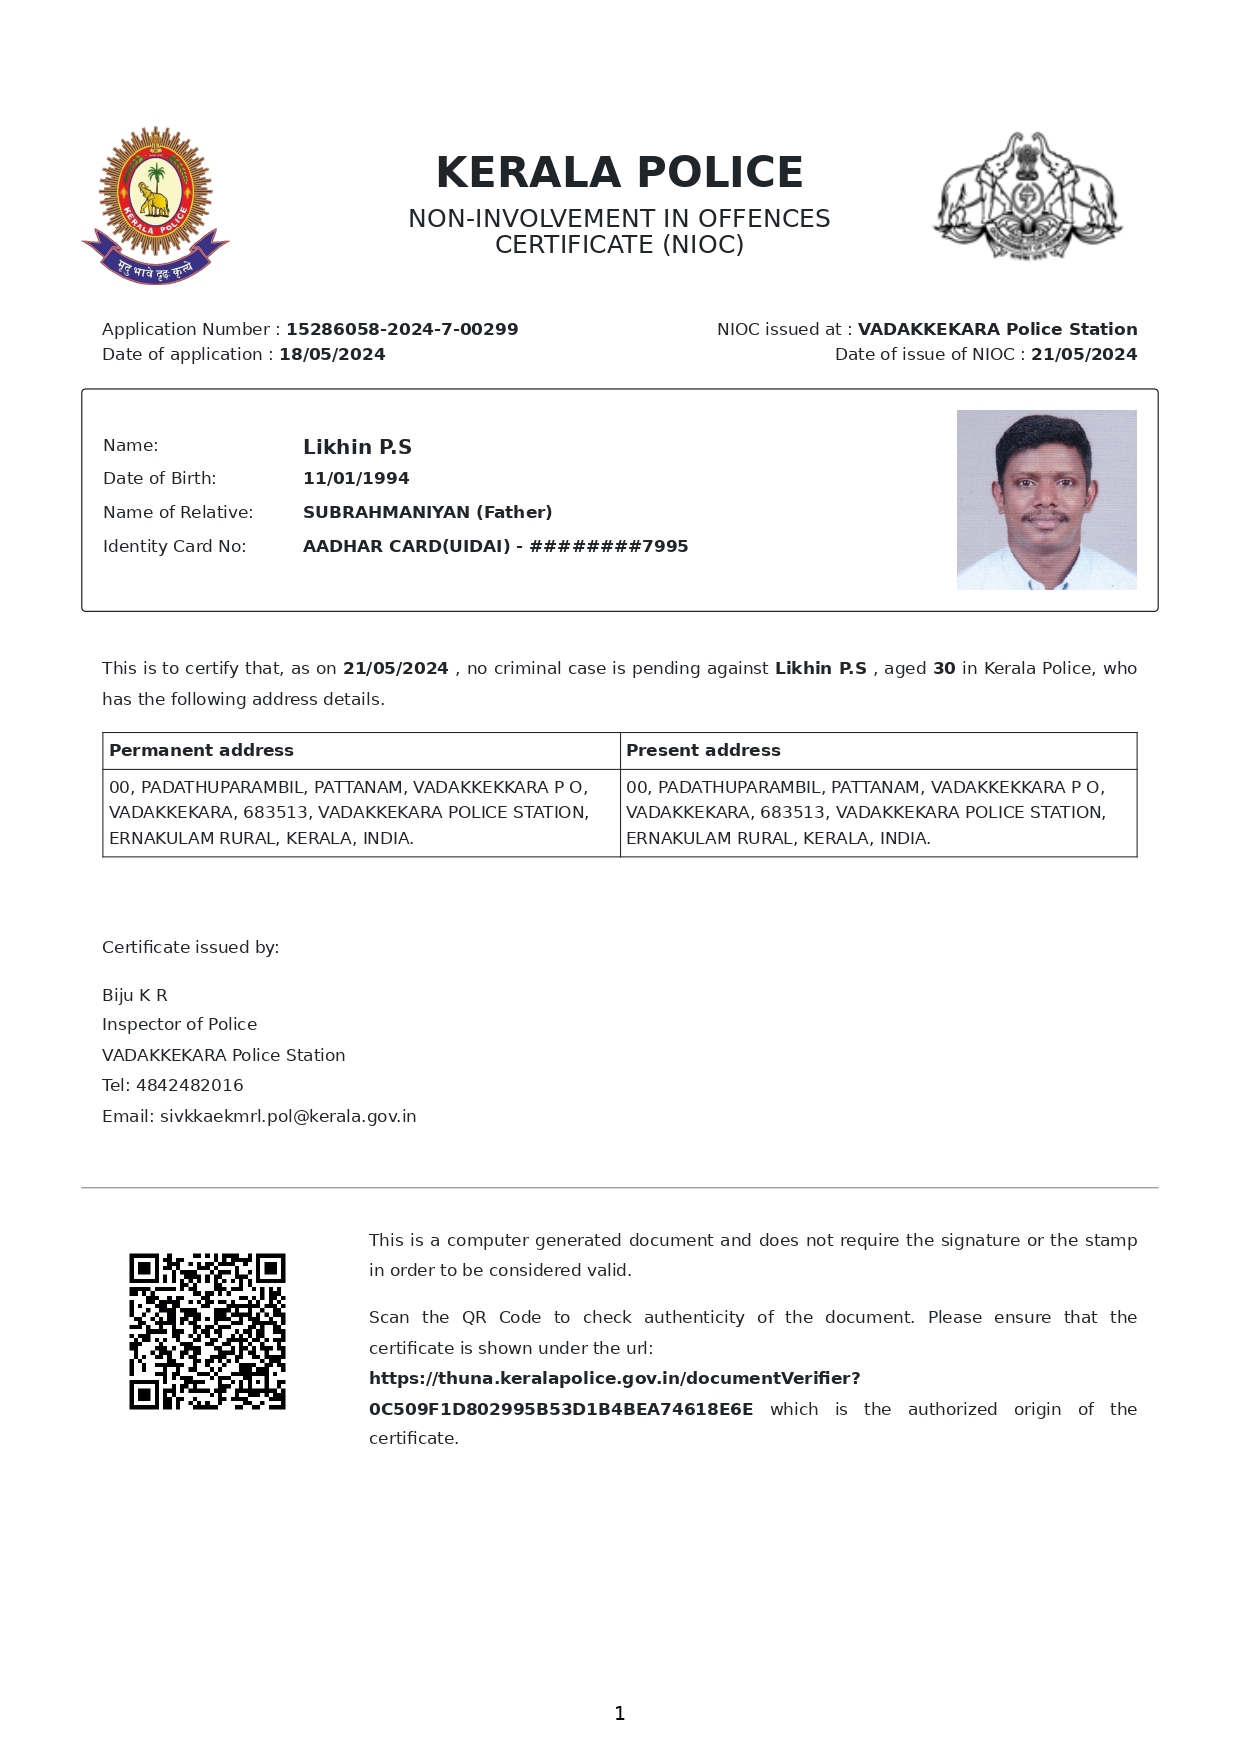 KERALA POLICE
मृदु भावे दृढ कृत्ये
KERALA POLICE
NON-INVOLVEMENT IN OFFENCES
CERTIFICATE (NIOC)
Application Number : 15286058-2024-7-00299
NIOC issued at : VADAKKEKARA Police Station
Date of application : 18/05/2024
Date of issue of NIOC : 21/05/2024
Name: Likhin P.S
Date of Birth: 11/01/1994
Name of Relative: SUBRAHMANIYAN (Father)
Identity Card No: AADHAR CARD(UIDAI) - ########7995
This is to certify that, as on 21/05/2024 , no criminal case is pending against Likhin P.S , aged 30 in Kerala Police, who
has the following address details.
Permanent address
Present address
00, PADATHUPARAMBIL, PATTANAM, VADAKKEKKARA P O,
VADAKKEKARA, 683513, VADAKKEKARA POLICE STATION,
ERNAKULAM RURAL, KERALA, INDIA.
00, PADATHUPARAMBIL, PATTANAM, VADAKKEKKARA P O,
VADAKKEKARA, 683513, VADAKKEKARA POLICE STATION,
ERNAKULAM RURAL, KERALA, INDIA.
Certificate issued by:
Biju K R
Inspector of Police
VADAKKEKARA Police Station
Tel: 4842482016
Email: sivkkaekmrl.pol@kerala.gov.in
This is a computer generated document and does not require the signature or the stamp
in order to be considered valid.
Scan the QR Code to check authenticity of the document. Please ensure that the
certificate is shown under the url:
https://thuna.keralapolice.gov.in/documentVerifier?
0C509F1D802995B53D1B4BEA74618E6E which is the authorized origin of the
certificate.
1